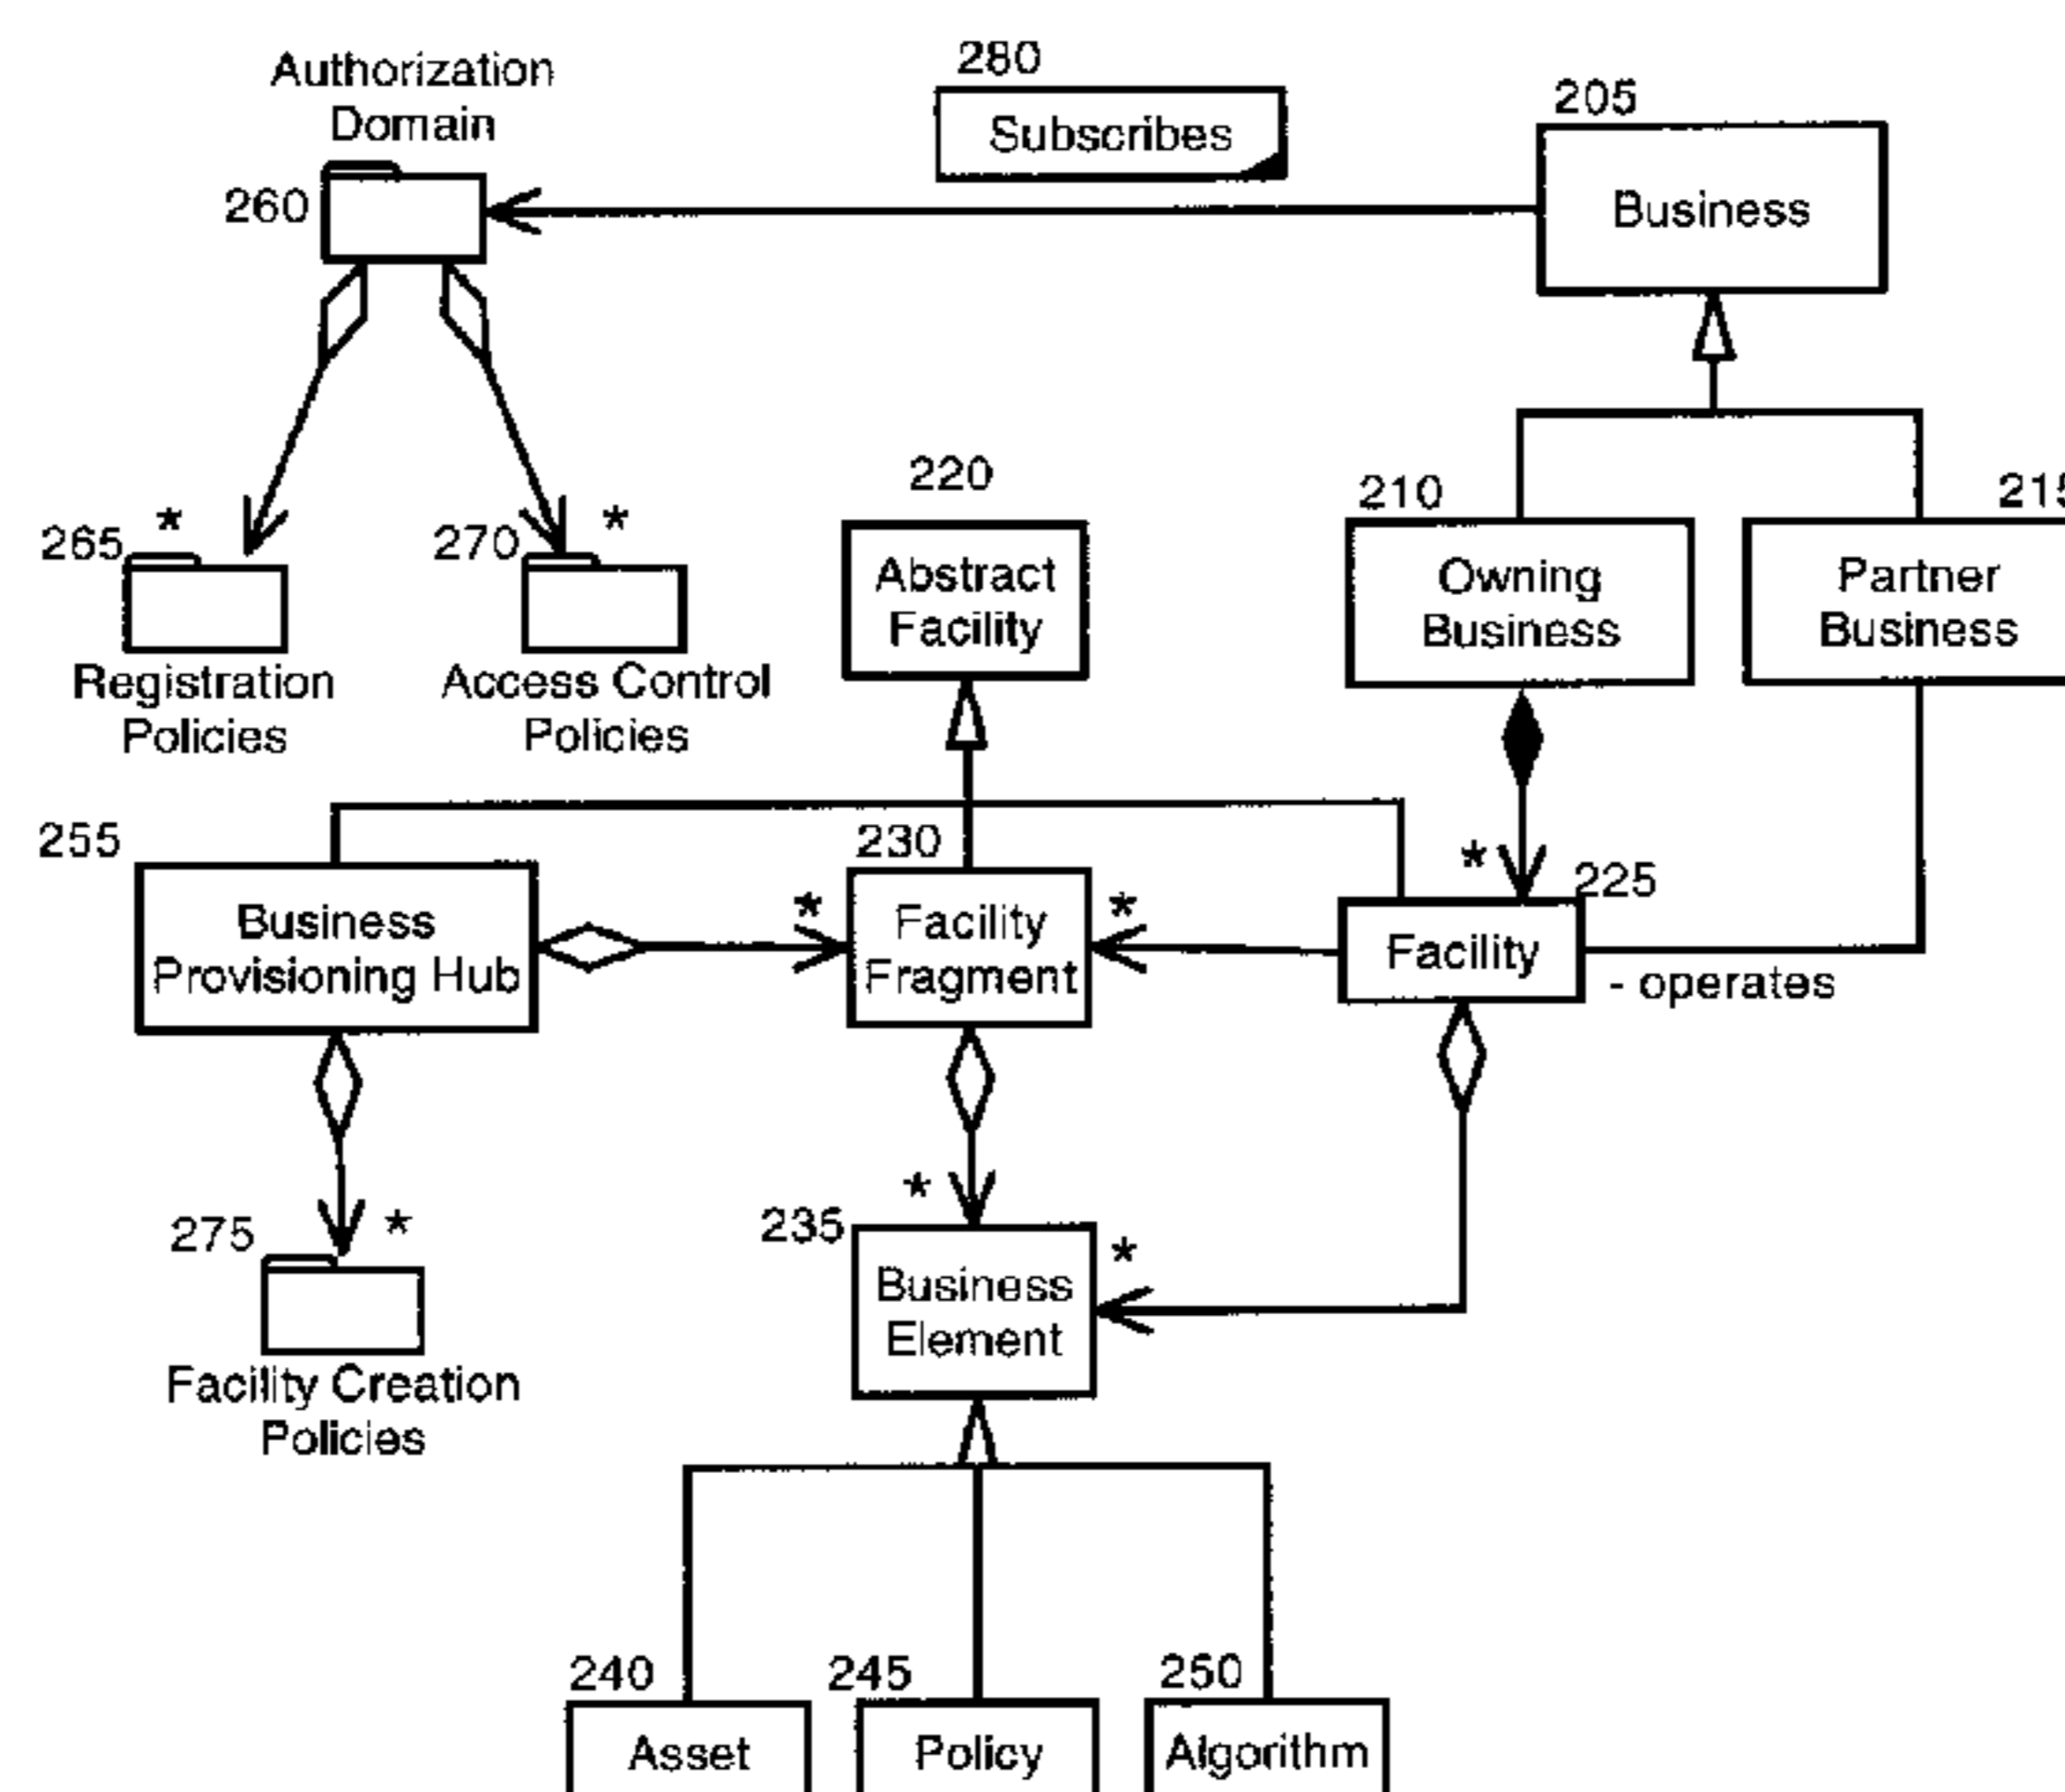 Authorization
Domain
280
Subscribes
205
Business
260
220
210
215
265
*
270
*
Abstract
Facility
Owning
Business
Partner
Business
Registration
Policies
Access Control
Policies
255
230
*
225
Business
Provisioning Hub
*
Facility
Fragment
*
Facility
- operates
275
*
*
235
*
Business
Element
Facility Creation
Policies
240
245
250
Asset
Policy
Algorithm